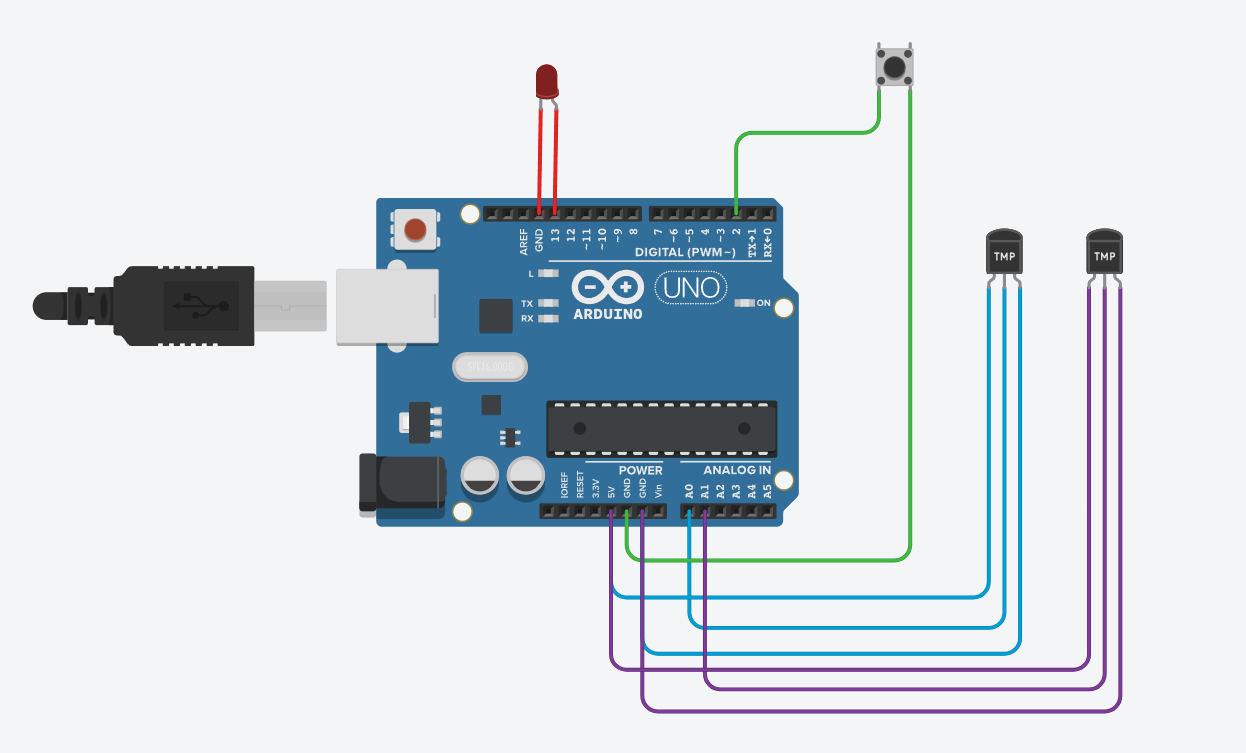 TMP
TMP
AREF
GND
13
12
~11
~10
~9
8
7
~6
~5
4
~3
2
TX→1
RX←0
DIGITAL (PWM~)
L
TX
RX
ARDUINO
UNO
ON
POWER
ANALOG IN
IOREF
RESET
3.3V
5V
GND
GND
Vin
A0
A1
A2
A3
A4
A5